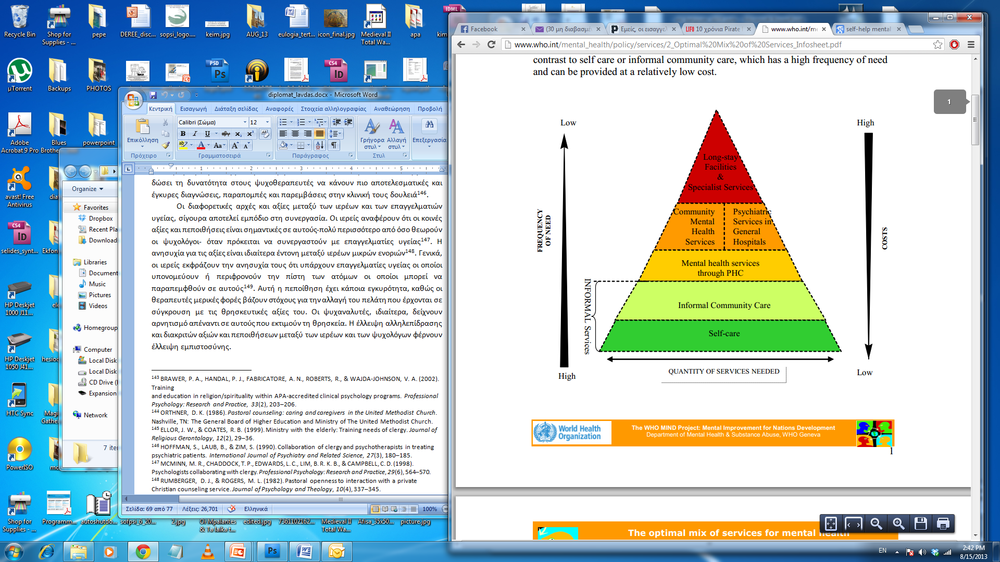 Recycle Bin
Shop for
Supplies - ...
pepe
DEREE_disc...
sopsi_logo....
keim.jpg
AUG_13
eulogia_tert...
icon_final.jpg
Medieval II
Total Wa...
apa
kim
µTorrent
Backups
PHOTOS
Adobe
Acrobat 9 Pro
Blues
Brothe
powerpoint
avast! Free
Antivirus
selides_synt...
Ekfon
HP Deskjet
1000 J11...
HP Deskjet
1050 J41...
hesioc
HTC Sync
Magi
Gathe
PowerISO
Shop for
Supplies - ...
Programm...
autoshutdo...
sofpsi_6_20...
2.jpg
Oi Mpalantes
& Ta laika t...
edited.jpg
7361102162...
Medieval II
Total Wa...
Afisa_35x50...
picture.jpg
Organize
Favorites
Dropbox
Recent Pla
Download
Libraries
Document
Music
Pictures
Videos
Homegroup
Computer
Local Disk
Local Disk
CD Drive (
Expansion
Network
7 iter
diplomat_lavdas.docx - Microsoft Word
Κεντρική Εισαγωγή Διάταξη σελίδας Αναφορές Στοιχεία αλληλογραφίας Αναθεώρηση Προβολή
Calibri (Σώμα) 12
Επικόλληση
Γρήγορα
στυλ
Αλλαγή
στυλ
Επεξεργασία
Πρόχειρο Γραμματοσειρά Παράγραφος Στυλ
1 2 3 4 5
δώσει τη δυνατότητα στους ψυχοθεραπευτές να κάνουν πιο αποτελεσματικές και
έγκυρες διαγνώσεις, παραπομπές και παρεμβάσεις στην κλινική τους δουλειά146.
Οι διαφορετικές αρχές και αξίες μεταξύ των ιερέων και των επαγγελματιών
υγείας, σίγουρα αποτελεί εμπόδιο στη συνεργασία. Οι ιερείς αναφέρουν ότι οι κοινές
αξίες και πεποιθήσεις είναι σημαντικές σε αυτούς-πολύ περισσότερο από όσο θεωρούν
οι ψυχολόγοι- όταν πρόκειται να συνεργαστούν με επαγγελματίες υγείας147. Η
ανησυχία για τις αξίες είναι ιδιαίτερα έντονη μεταξύ ιερέων μικρών ενοριών148. Γενικά,
οι ιερείς εκφράζουν την ανησυχία τους ότι υπάρχουν επαγγελματίες υγείας οι οποίοι
υπονομεύουν ή περιφρονούν την πίστη των ατόμων οι οποίοι μπορεί να
παραπεμφθούν σε αυτούς149. Αυτή η πεποίθηση έχει κάποια εγκυρότητα, καθώς οι
θεραπευτές μερικές φορές βάζουν στόχους για την αλλαγή του πελάτη που έρχονται σε
σύγκρουση με τις θρησκευτικές αξίες του. Οι ψυχαναλυτές, ιδιαίτερα, δείχνουν
αρνητισμό απέναντι σε αυτούς που εκτιμούν τη θρησκεία. Η έλλειψη αλληλεπίδρασης
και διακριτών αξιών και πεποιθήσεων μεταξύ των ιερέων και των ψυχολόγων φέρνουν
έλλειψη εμπιστοσύνης.
143 BRAWER, P. A., HANDAL, P. J., FABRICATORE, A. N., ROBERTS, R., & WAJDA-JOHNSON, V. A. (2002).
Training
and education in religion/spirituality within APA-accredited clinical psychology programs. Professional
Psychology: Research and Practice, 33(2), 203–206.
144 ORTHNER, D. K. (1986). Pastoral counseling: caring and caregivers in the United Methodist Church.
Nashville, TN: The General Board of Higher Education and Ministry of The United Methodist Church.
145 ELLOR, J. W., & COATES, R. B. (1999). Ministry with the elderly: Training needs of clergy. Journal of
Religious Gerontology, 12(2), 29–36.
146 HOFFMAN, S., LAUB, B., & ZIM, S. (1990). Collaboration of clergy and psychotherapists in treating
psychiatric patients. International Journal of Psychiatry and Related Science, 27(3), 180–185.
147 MCMINN, M. R., CHADDOCK, T. P., EDWARDS, L. C., LIM, B. R. K. B., & CAMPBELL, C. D. (1998).
Psychologists collaborating with clergy. Professional Psychology: Research and Practice, 29(6), 564–570.
148 RUMBERGER, D. J., & ROGERS, M. L. (1982). Pastoral openness to interaction with a private
Christian counseling service. Journal of Psychology and Theology, 10(4), 337–345.
Σελίδα: 69 από 77 Λέξεις: 26,701 Ελληνικά 100%
Facebook
(30 μη διαβασμέν
Εμείς, οι εισαγγελ
LIFO 10 χρόνια Pirate
www.who.int/me
self-help mental
www.who.int/mental_health/policy/services/2_Optimal%20Mix%20of%20Services_Infosheet.pdf
contrast to self care or informal community care, which has a high frequency of need
and can be provided at a relatively low cost.
1
Low
High
FREQUENCY
OF NEED
COSTS
Long-stay
Facilities
&
Specialist Services
Community
Mental
Health
Services
Psychiatric
Services in
General
Hospitals
Mental health services
through PHC
INFORMAL Services
Informal Community Care
Self-care
High
Low
QUANTITY OF SERVICES NEEDED
World Health
Organization
The WHO MIND Project: Mental Improvement for Nations Development
Department of Mental Health & Substance Abuse, WHO Geneva
1
The optimal mix of services for mental health
EN
2:42 PM
8/15/2013